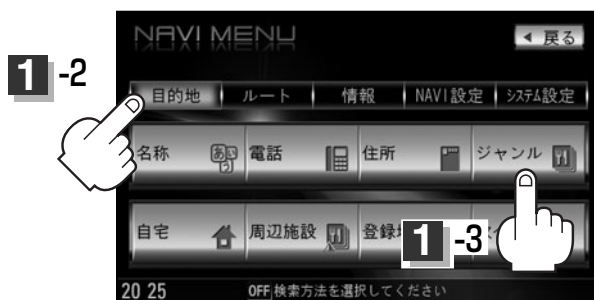 NAVI MENU
◀ 戻る
1 -2
目的地 ルート 情報 NAVI設定 システム設定
名称 あいう 電話 住所 ジャンル
自宅 周辺施設 登録
1 -3
20 25 OFF 検索方法を選択してください